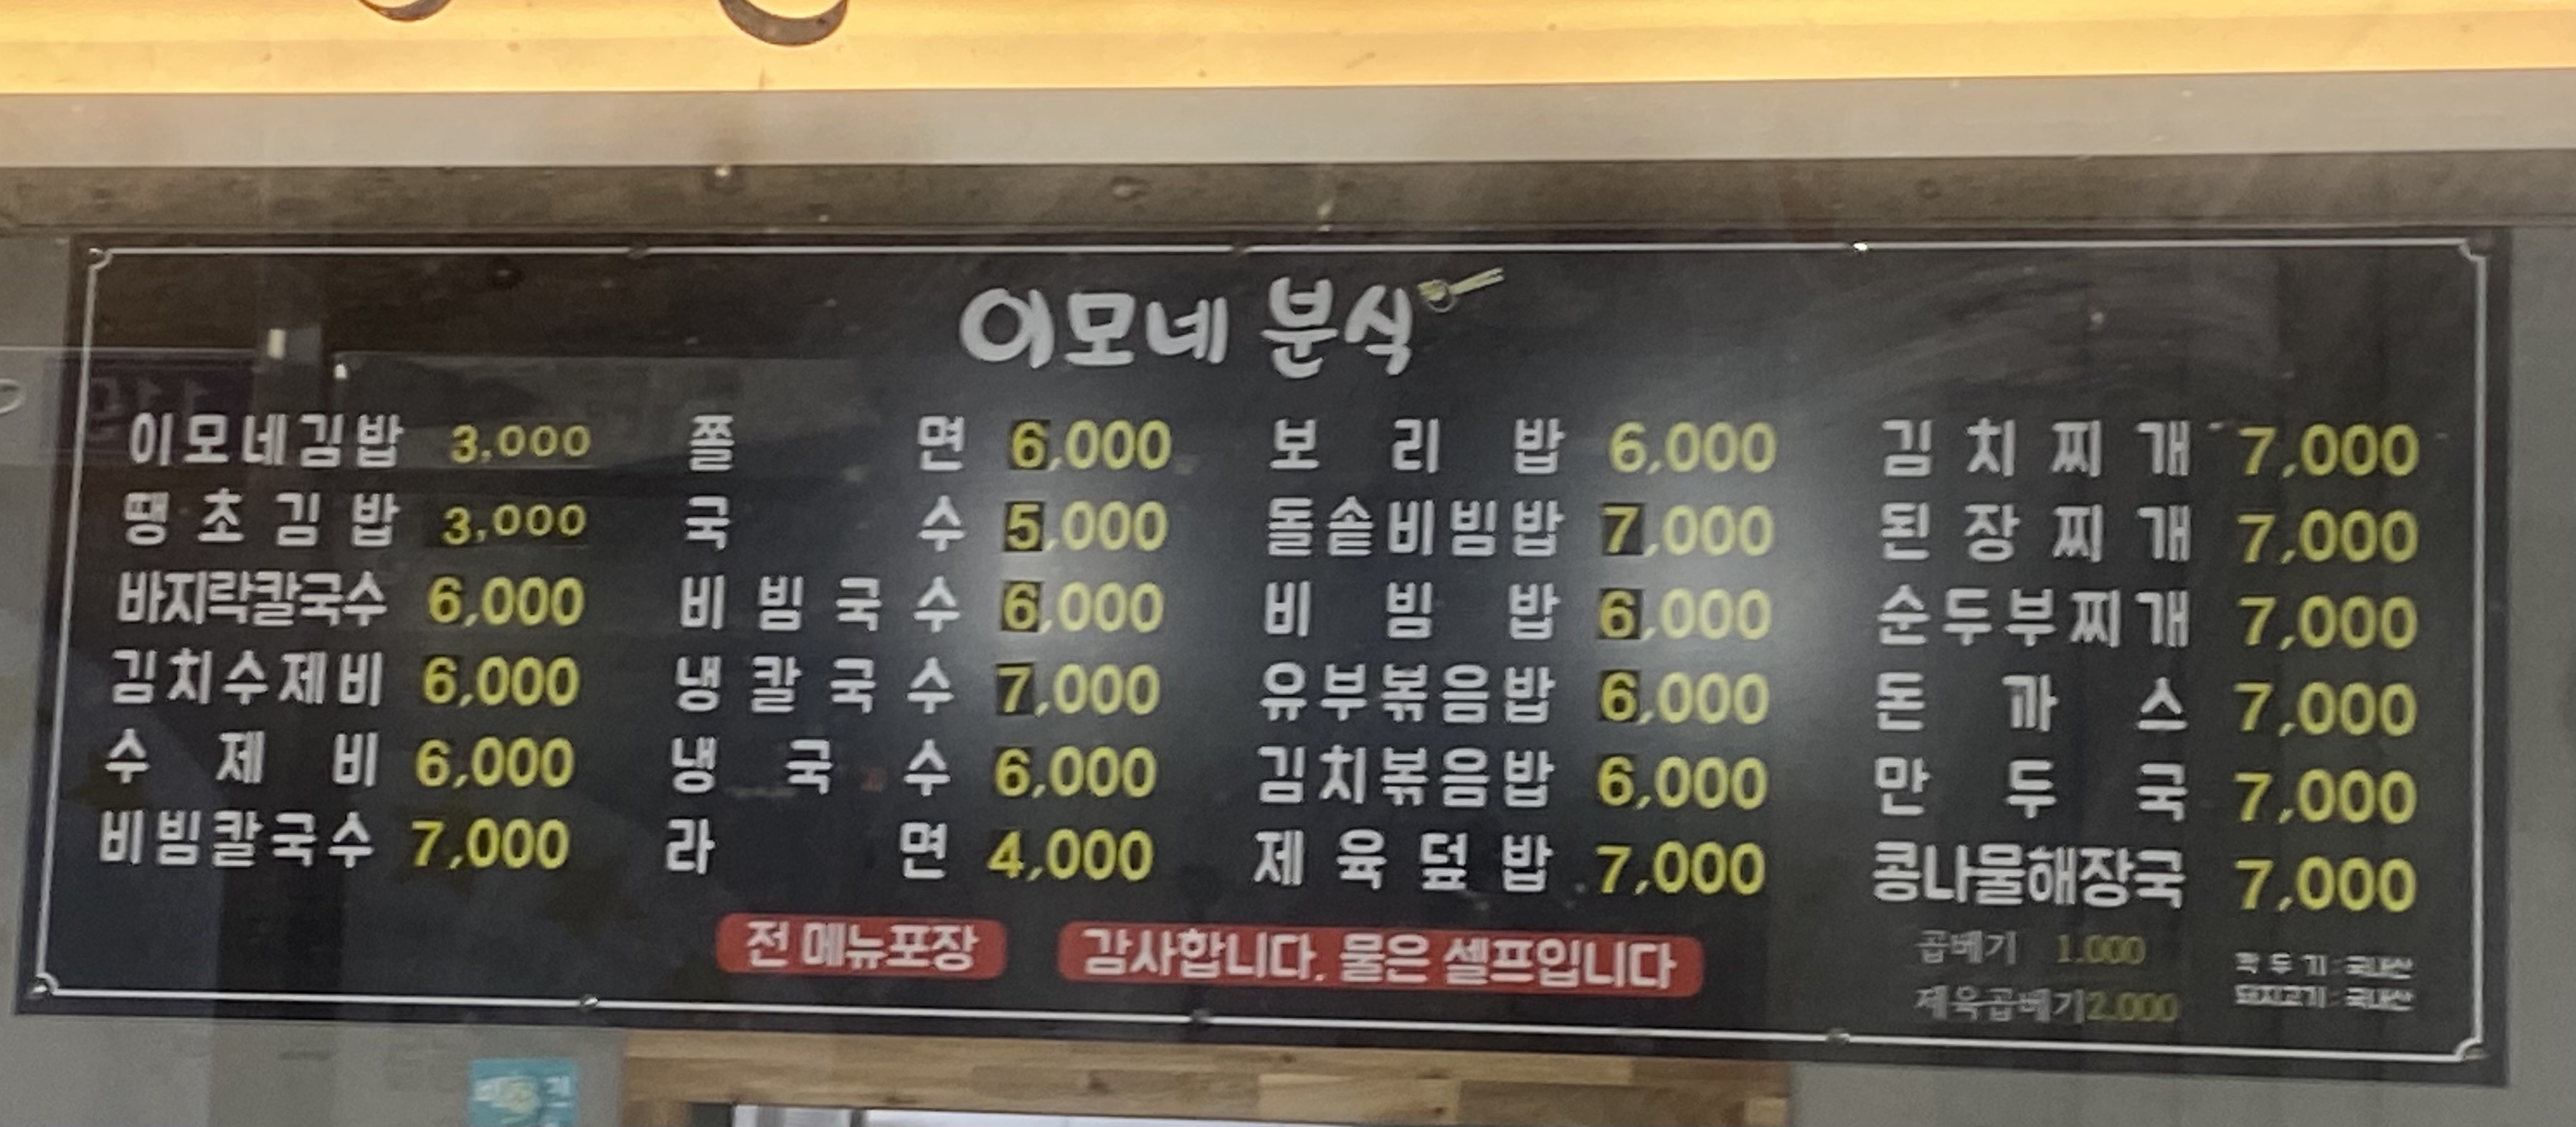 이모네 분식
이모네김밥 3,000
땡초김밥 3,000
바지락칼국수 6,000
김치수제비 6,000
수제비 6,000
비빔칼국수 7,000
쫄면 6,000
국수 5,000
비빔국수 6,000
냉칼국수 7,000
냉국수 6,000
라면 4,000
보리밥 6,000
돌솥비빔밥 7,000
비빔밥 6,000
유부볶음밥 6,000
김치볶음밥 6,000
제육덮밥 7,000
김치찌개 7,000
된장찌개 7,000
순두부찌개 7,000
돈까스 7,000
만두국 7,000
콩나물해장국 7,000
전 메뉴포장
감사합니다. 물은 셀프입니다
곱베기 1.000
제육곱베기2.000
깍두기 : 국내산
돼지고기 : 국내산